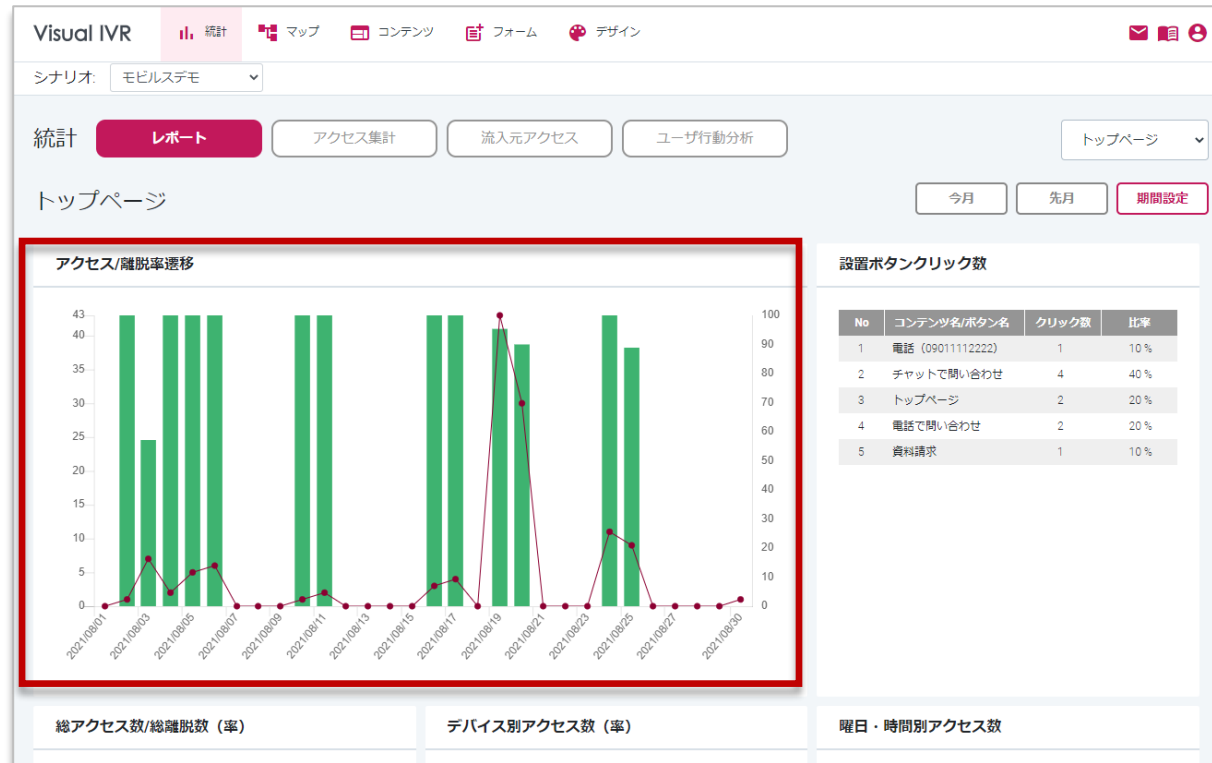 Visual IVR 統計 マップ コンテンツ フォーム デザイン
シナリオ: モビルスデモ
統計 レポート アクセス集計 流入元アクセス ユーザ行動分析 トップページ
トップページ 今月 先月 期間設定
アクセス/離脱率遷移
43
40
35
30
25
20
15
10
5
0
100
90
80
70
60
50
40
30
20
10
0
2021/08/01
2021/08/03
2021/08/05
2021/08/07
2021/08/09
2021/08/11
2021/08/13
2021/08/15
2021/08/17
2021/08/19
2021/08/21
2021/08/23
2021/08/25
2021/08/27
2021/08/30
設置ボタンクリック数
No コンテンツ名/ボタン名 クリック数 比率
1 電話（09011112222） 1 10 %
2 チャットで問い合わせ 4 40 %
3 トップページ 2 20 %
4 電話で問い合わせ 2 20 %
5 資料請求 1 10 %
総アクセス数/総離脱数（率）
デバイス別アクセス数（率）
曜日・時間別アクセス数